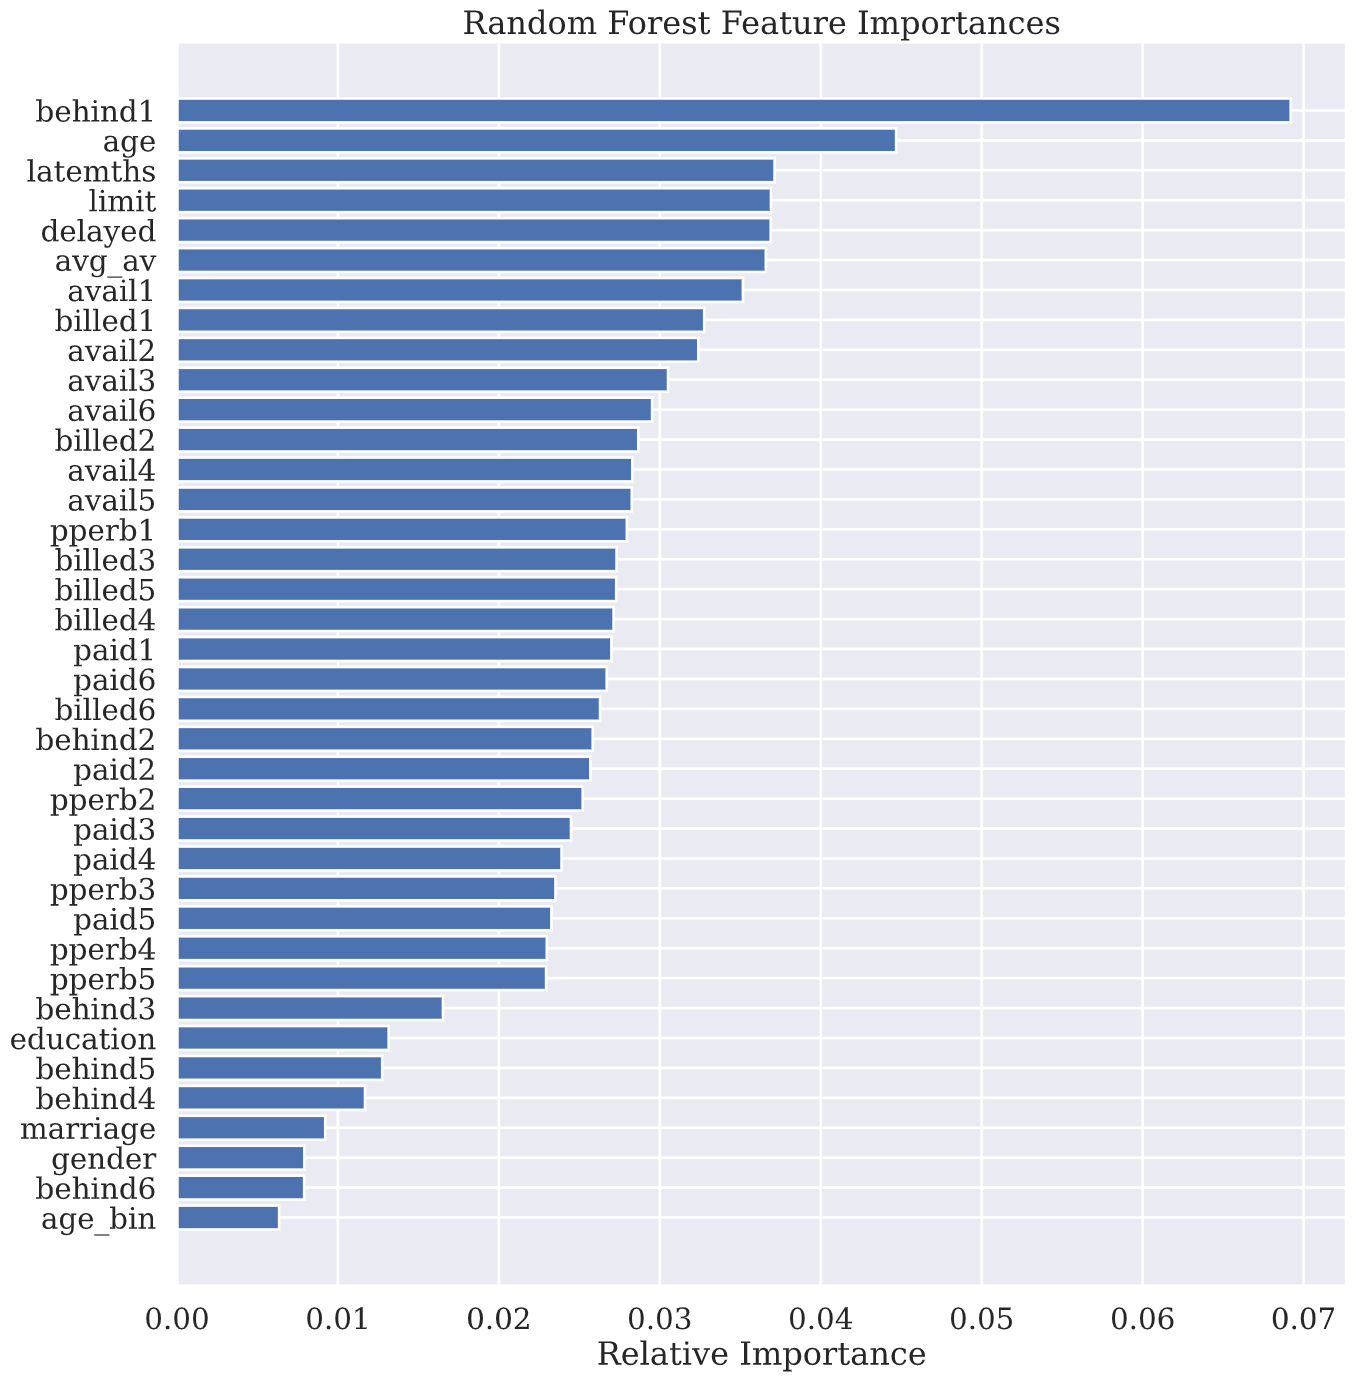 Random Forest Feature Importances
behind1
age
latemths
limit
delayed
avg_av
avail1
billed1
avail2
avail3
avail6
billed2
avail4
avail5
pperb1
billed3
billed5
billed4
paid1
paid6
billed6
behind2
paid2
pperb2
paid3
paid4
pperb3
paid5
pperb4
pperb5
behind3
education
behind5
behind4
marriage
gender
behind6
age_bin
0.00 0.01 0.02 0.03 0.04 0.05 0.06 0.07
Relative Importance